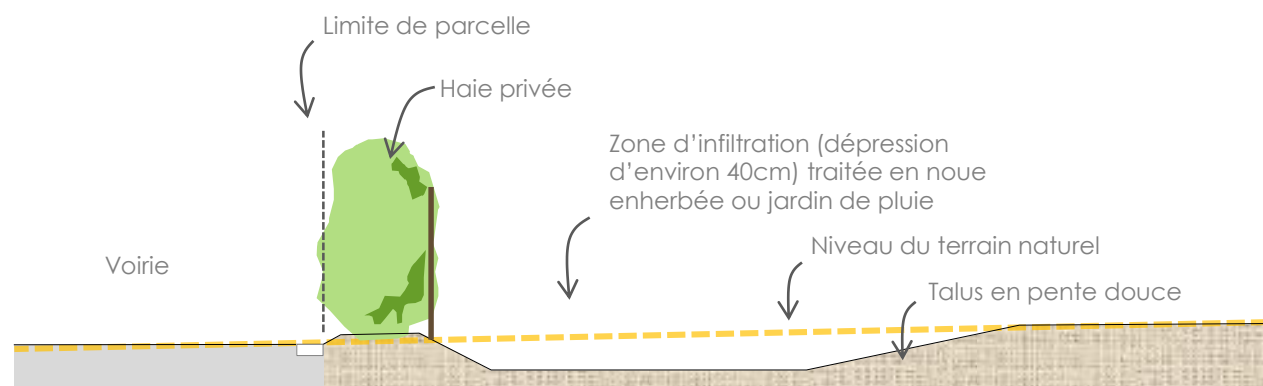 Limite de parcelle
Haie privée
Zone d'infiltration (dépression
d'environ 40cm) traitée en noue
enherbée ou jardin de pluie
Niveau du terrain naturel
Voirie
Talus en pente douce